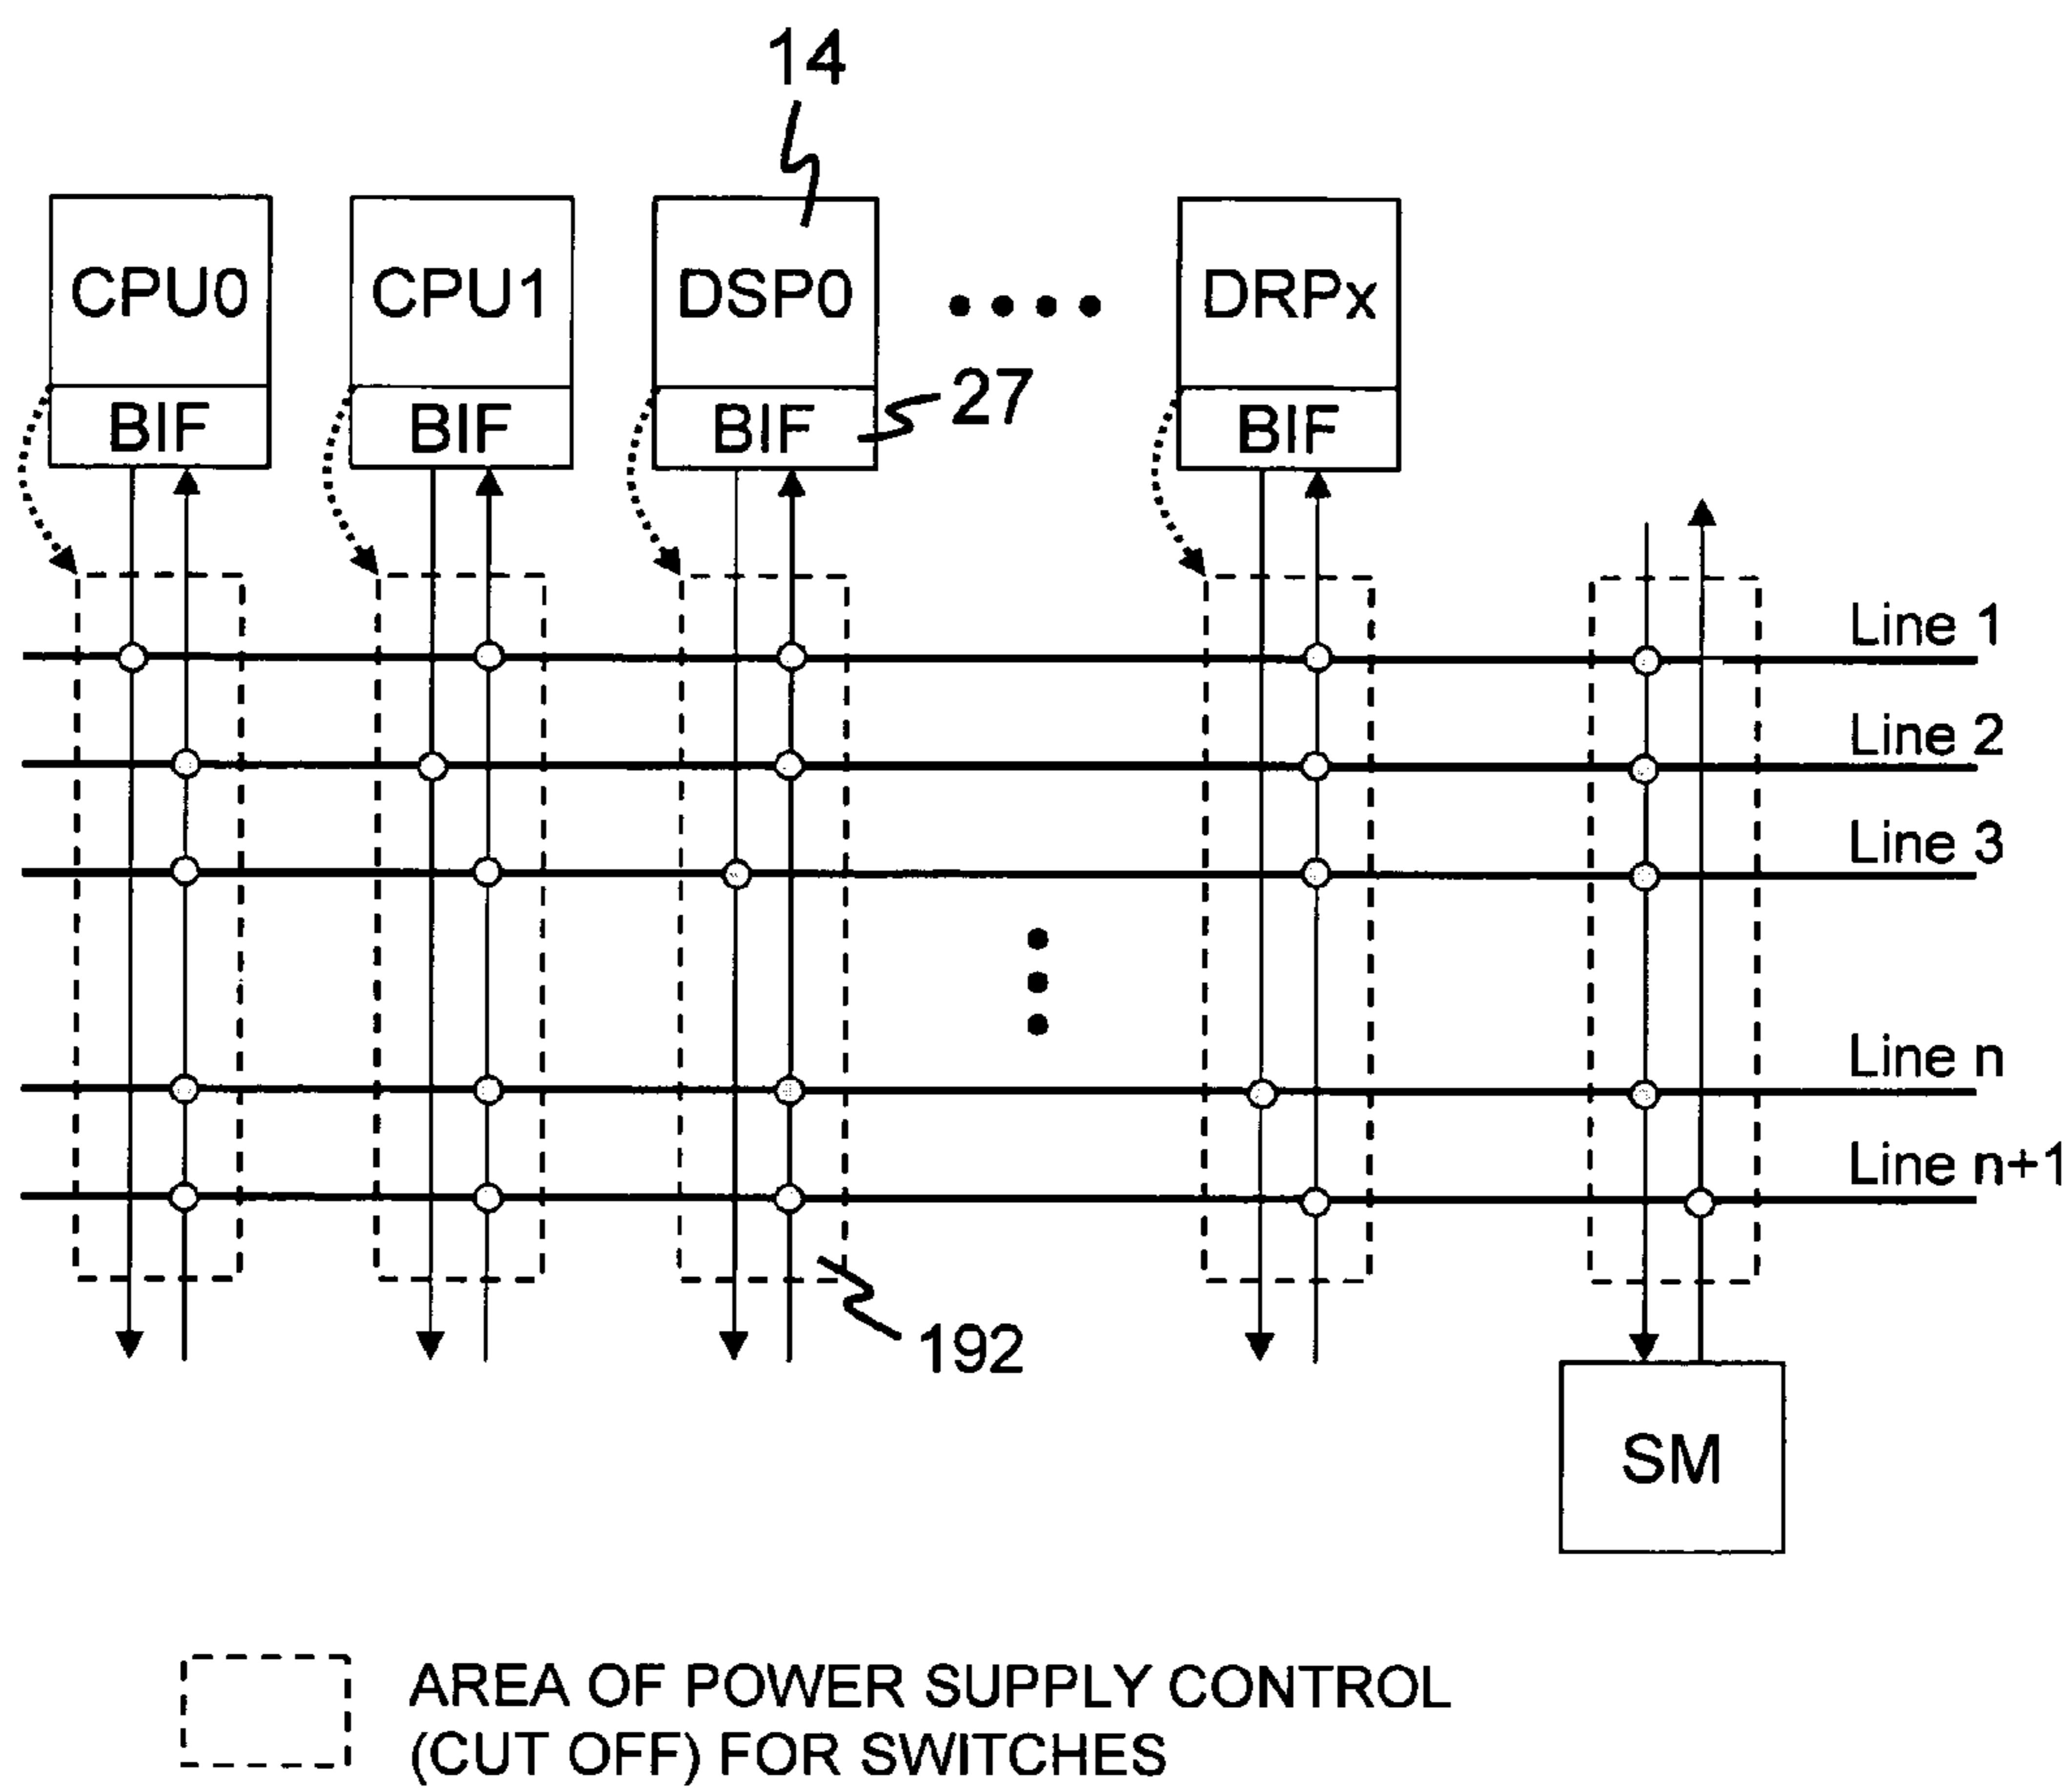 14
CPU0
CPU1
DSP0
DRPx
BIF
BIF
BIF
27
BIF
Line 1
Line 2
Line 3
Line n
Line n+1
192
SM
AREA OF POWER SUPPLY CONTROL
(CUT OFF) FOR SWITCHES